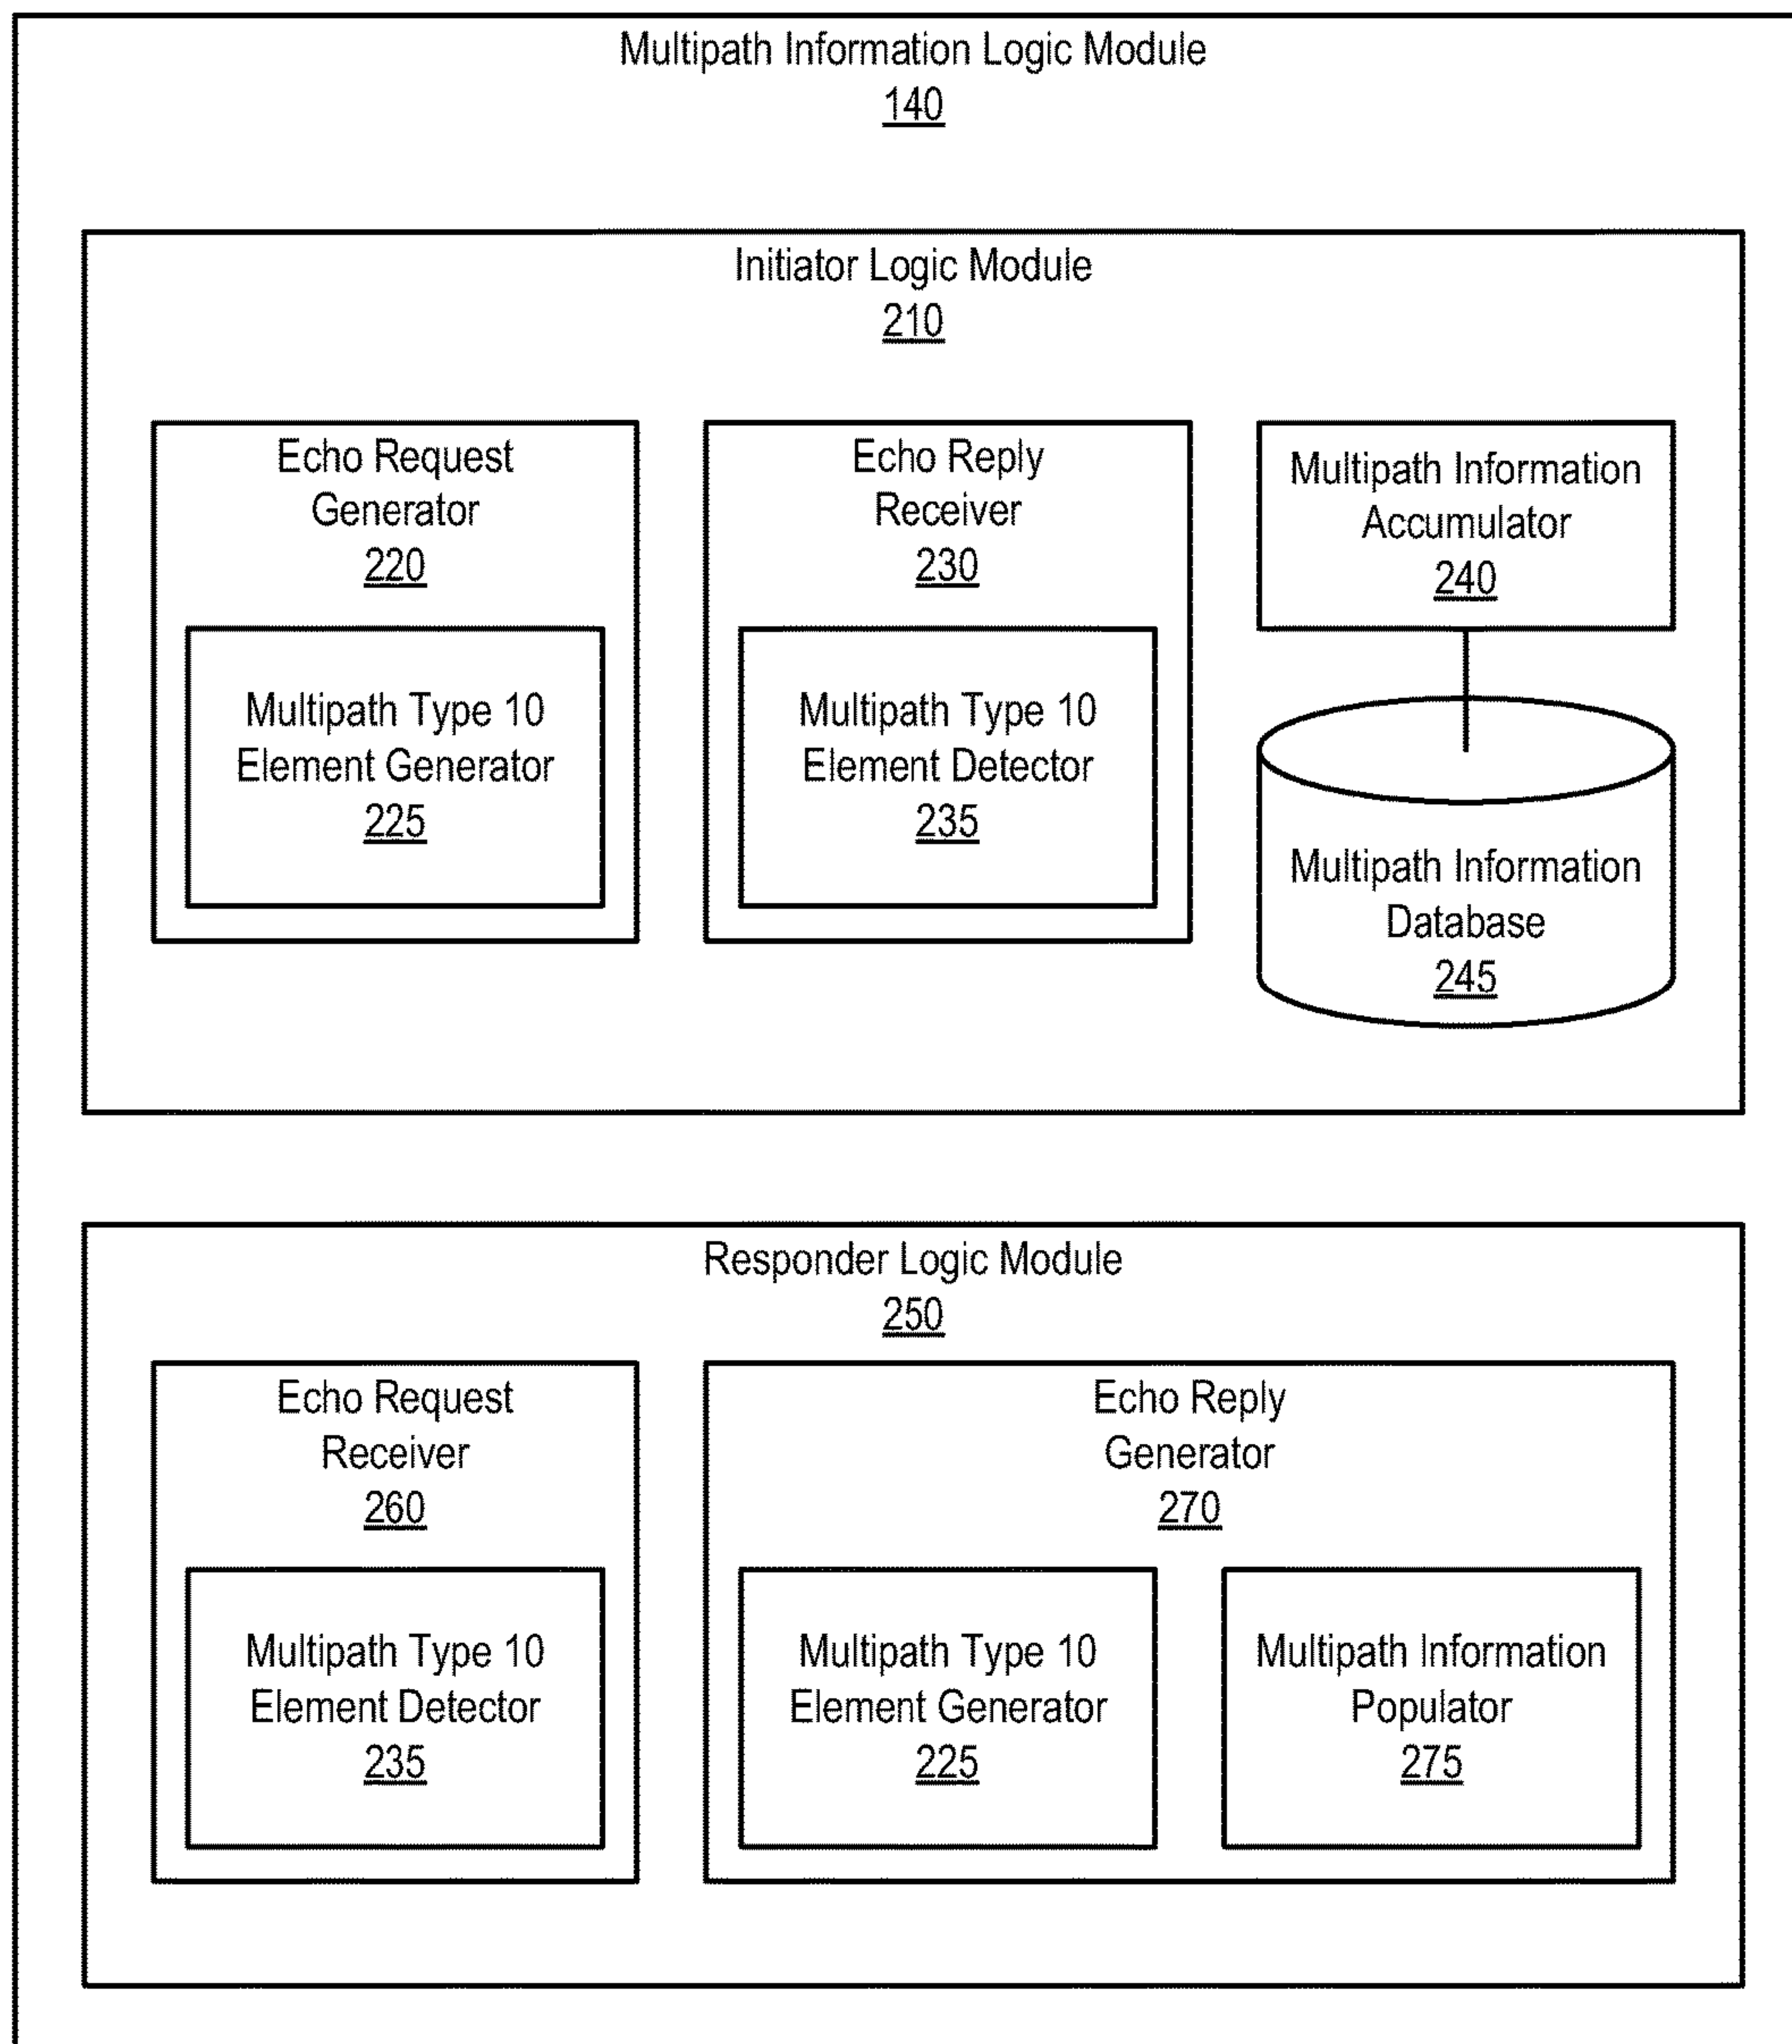 Multipath Information Logic Module
140
Initiator Logic Module
210
Echo Request
Generator
220
Multipath Type 10
Element Generator
225
Echo Reply
Receiver
230
Multipath Type 10
Element Detector
235
Multipath Information
Accumulator
240
Multipath Information
Database
245
Responder Logic Module
250
Echo Request
Receiver
260
Multipath Type 10
Element Detector
235
Echo Reply
Generator
270
Multipath Type 10
Element Generator
225
Multipath Information
Populator
275